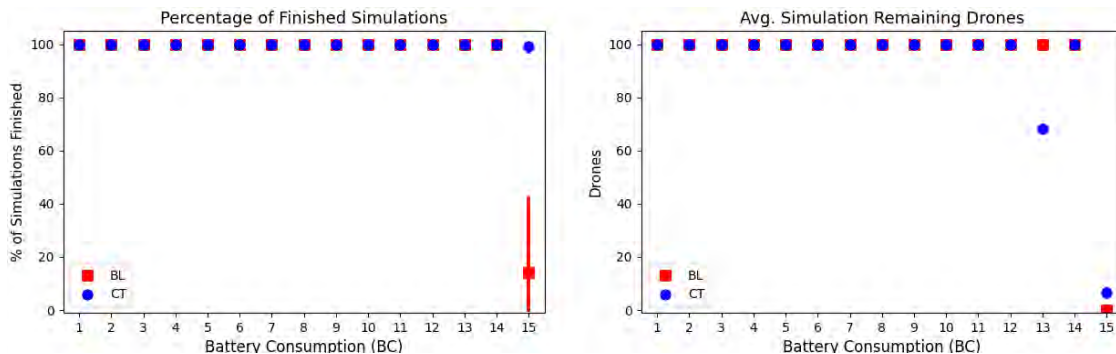 Percentage of Finished Simulations
100
80
60
40
20
0
% of Simulations Finished
BL
CT
1 2 3 4 5 6 7 8 9 10 11 12 13 14 15
Battery Consumption (BC)
Avg. Simulation Remaining Drones
100
80
60
40
20
0
Drones
BL
CT
1 2 3 4 5 6 7 8 9 10 11 12 13 14 15
Battery Consumption (BC)